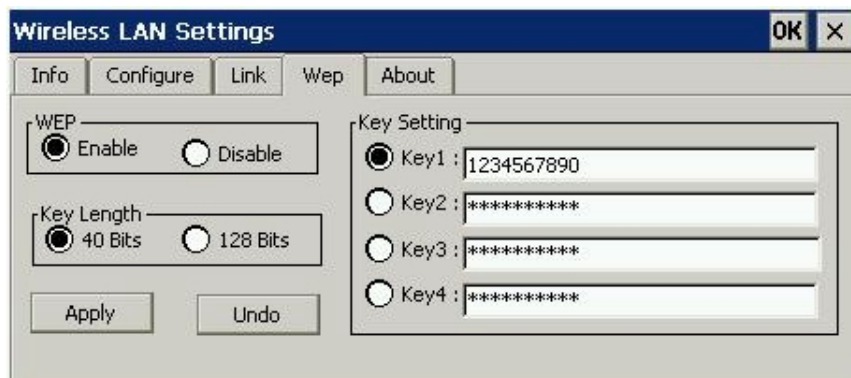 Wireless LAN Settings OK ×
Info Configure Link Wep About
WEP
Enable Disable
Key Length
40 Bits 128 Bits
Apply Undo
Key Setting
Key1 : 1234567890
Key2 : **********
Key3 : **********
Key4 : **********